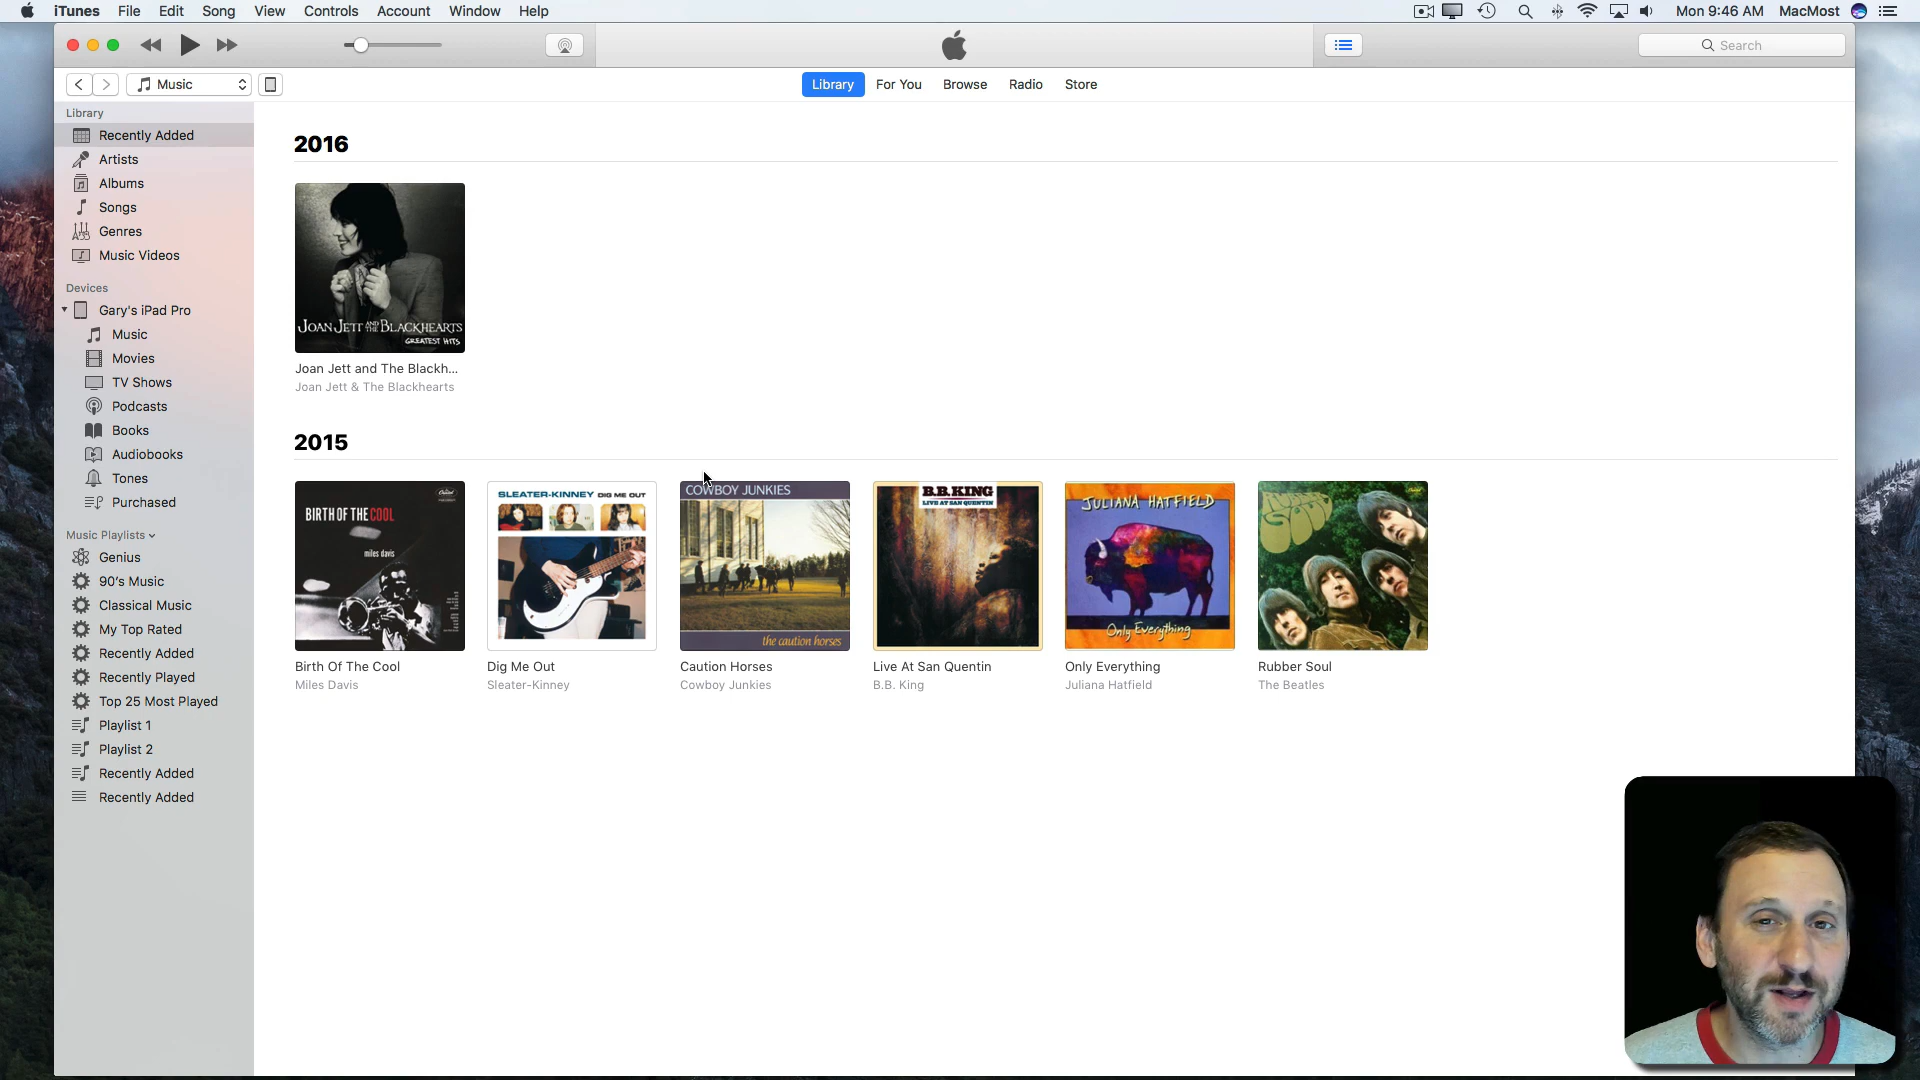 iTunes File Edit Song View Controls Account Window Help
Mon 9:46 AM MacMost
Search
Music
Library For You Browse Radio Store
Library
Recently Added
Artists
Albums
Songs
Genres
Music Videos
Devices
Gary's iPad Pro
Music
Movies
TV Shows
Podcasts
Books
Audiobooks
Tones
Purchased
Music Playlists
Genius
90's Music
Classical Music
My Top Rated
Recently Added
Recently Played
Top 25 Most Played
Playlist 1
Playlist 2
Recently Added
Recently Added
2016
JOAN JETT AND THE BLACKHEARTS
GREATEST HITS
Joan Jett and The Blackh...
Joan Jett & The Blackhearts
2015
BIRTH OF THE COOL
miles davis
Birth Of The Cool
Miles Davis
SLEATER-KINNEY DIG ME OUT
Dig Me Out
Sleater-Kinney
COWBOY JUNKIES
the caution horses
Caution Horses
Cowboy Junkies
B.B. KING
LIVE AT SAN QUENTIN
Live At San Quentin
B.B. King
JULIANA HATFIELD
Only Everything
Only Everything
Juliana Hatfield
RUBBER SOUL
Rubber Soul
The Beatles